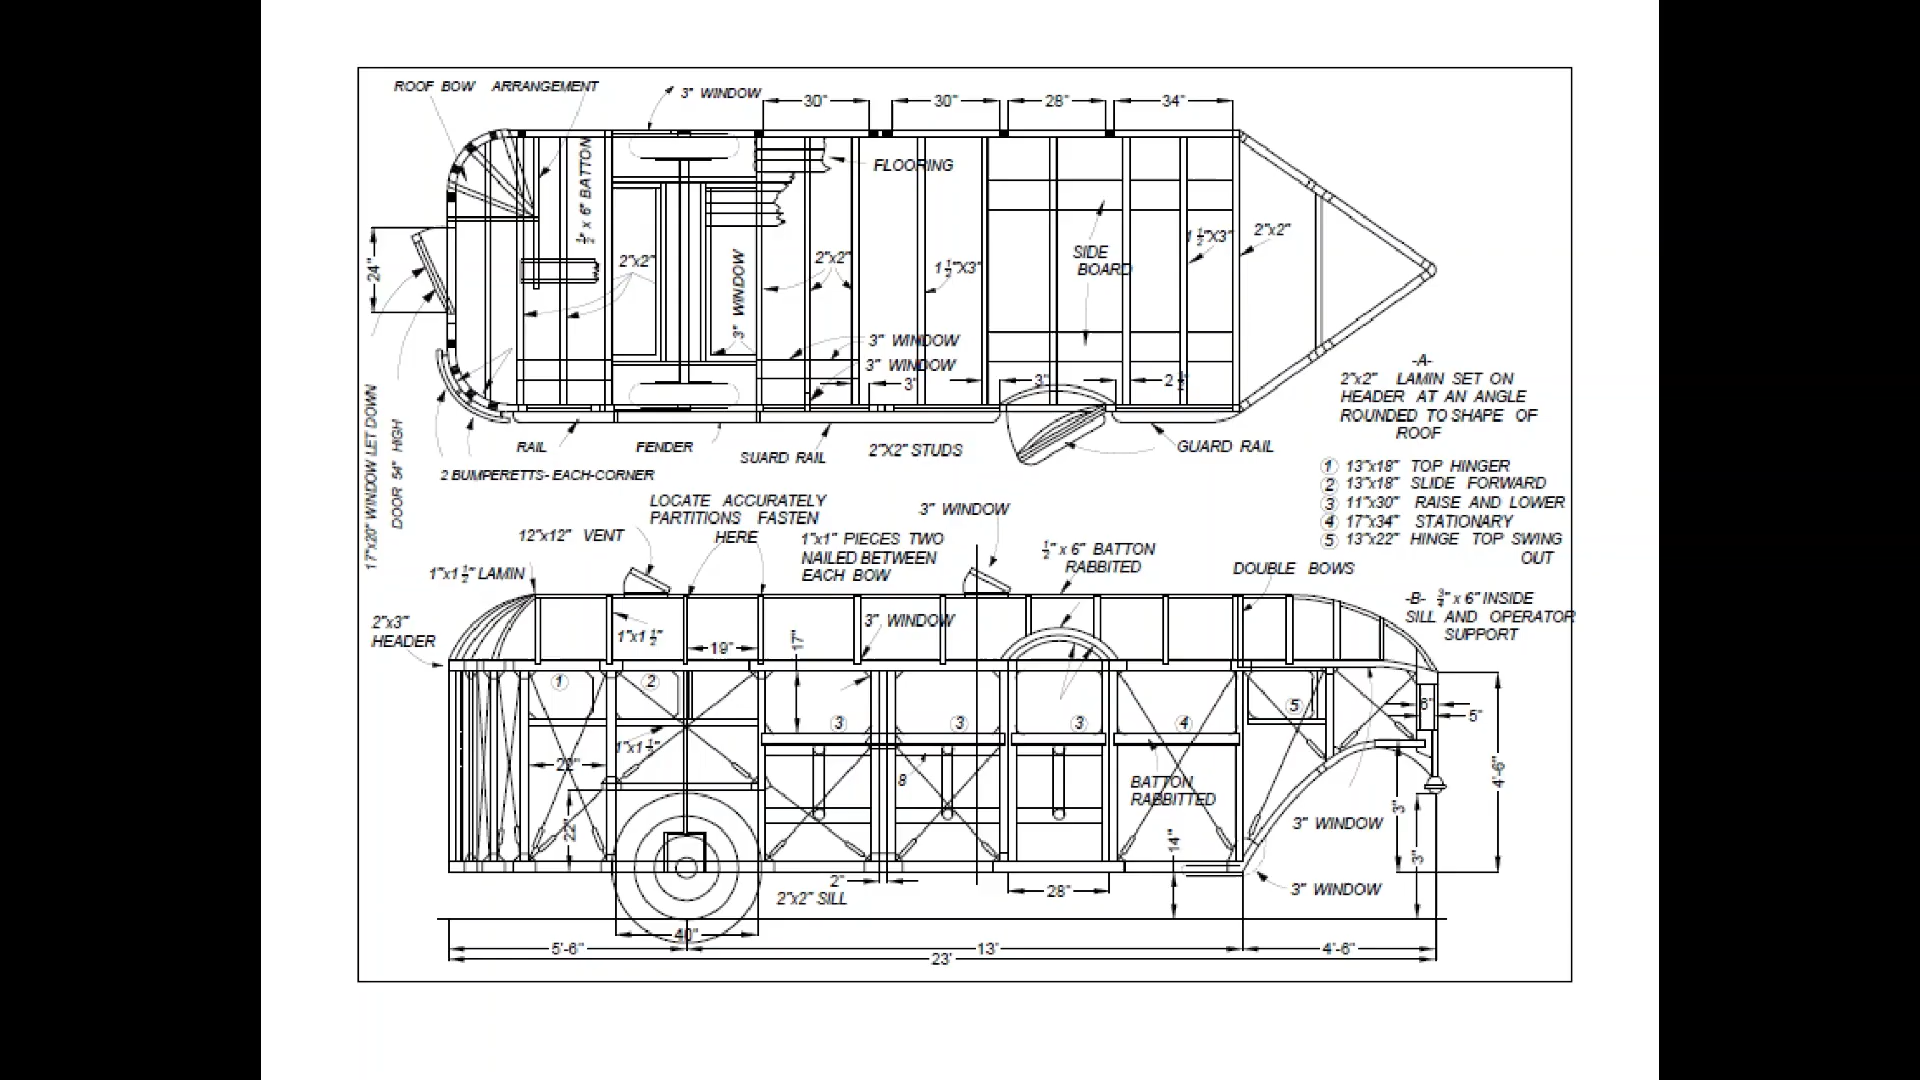 ROOF BOW ARRANGEMENT
3" WINDOW
30"
30"
28"
34"
FLOORING
½" x 6" BATTON
24"
2"x2"
3" WINDOW
2"x2"
1½"X3"
SIDE
BOARD
1½"X3"
2"x2"
3" WINDOW
3" WINDOW
3"
3"
17"x20" WINDOW LET DOWN
DOOR 54" HIGH
RAIL
FENDER
SUARD RAIL
2"X2" STUDS
GUARD RAIL
2 BUMPERETTS- EACH-CORNER
-A-
2"x2" LAMIN SET ON
HEADER AT AN ANGLE
ROUNDED TO SHAPE OF
ROOF
1 13"x18" TOP HINGER
2 13"x18" SLIDE FORWARD
3 11"x30" RAISE AND LOWER
4 17"x34" STATIONARY
5 13"x22" HINGE TOP SWING
OUT
LOCATE ACCURATELY
PARTITIONS FASTEN
HERE
12"x12" VENT
1"x1" PIECES TWO
NAILED BETWEEN
EACH BOW
3" WINDOW
½" x 6" BATTON
RABBITED
DOUBLE BOWS
1"x1½" LAMIN
-B- ¾" x 6" INSIDE
SILL AND OPERATOR
SUPPORT
2"x3"
HEADER
1"x1½"
19"
17"
3" WINDOW
1
2
3
3
3
4
5
6"
5"
1"x1½"
22"
22"
8
BATTON
RABBITTED
14"
3" WINDOW
3"
3"
4'-6"
2"
2"x2" SILL
28"
3" WINDOW
40"
5'-6"
13'
4'-6"
23'